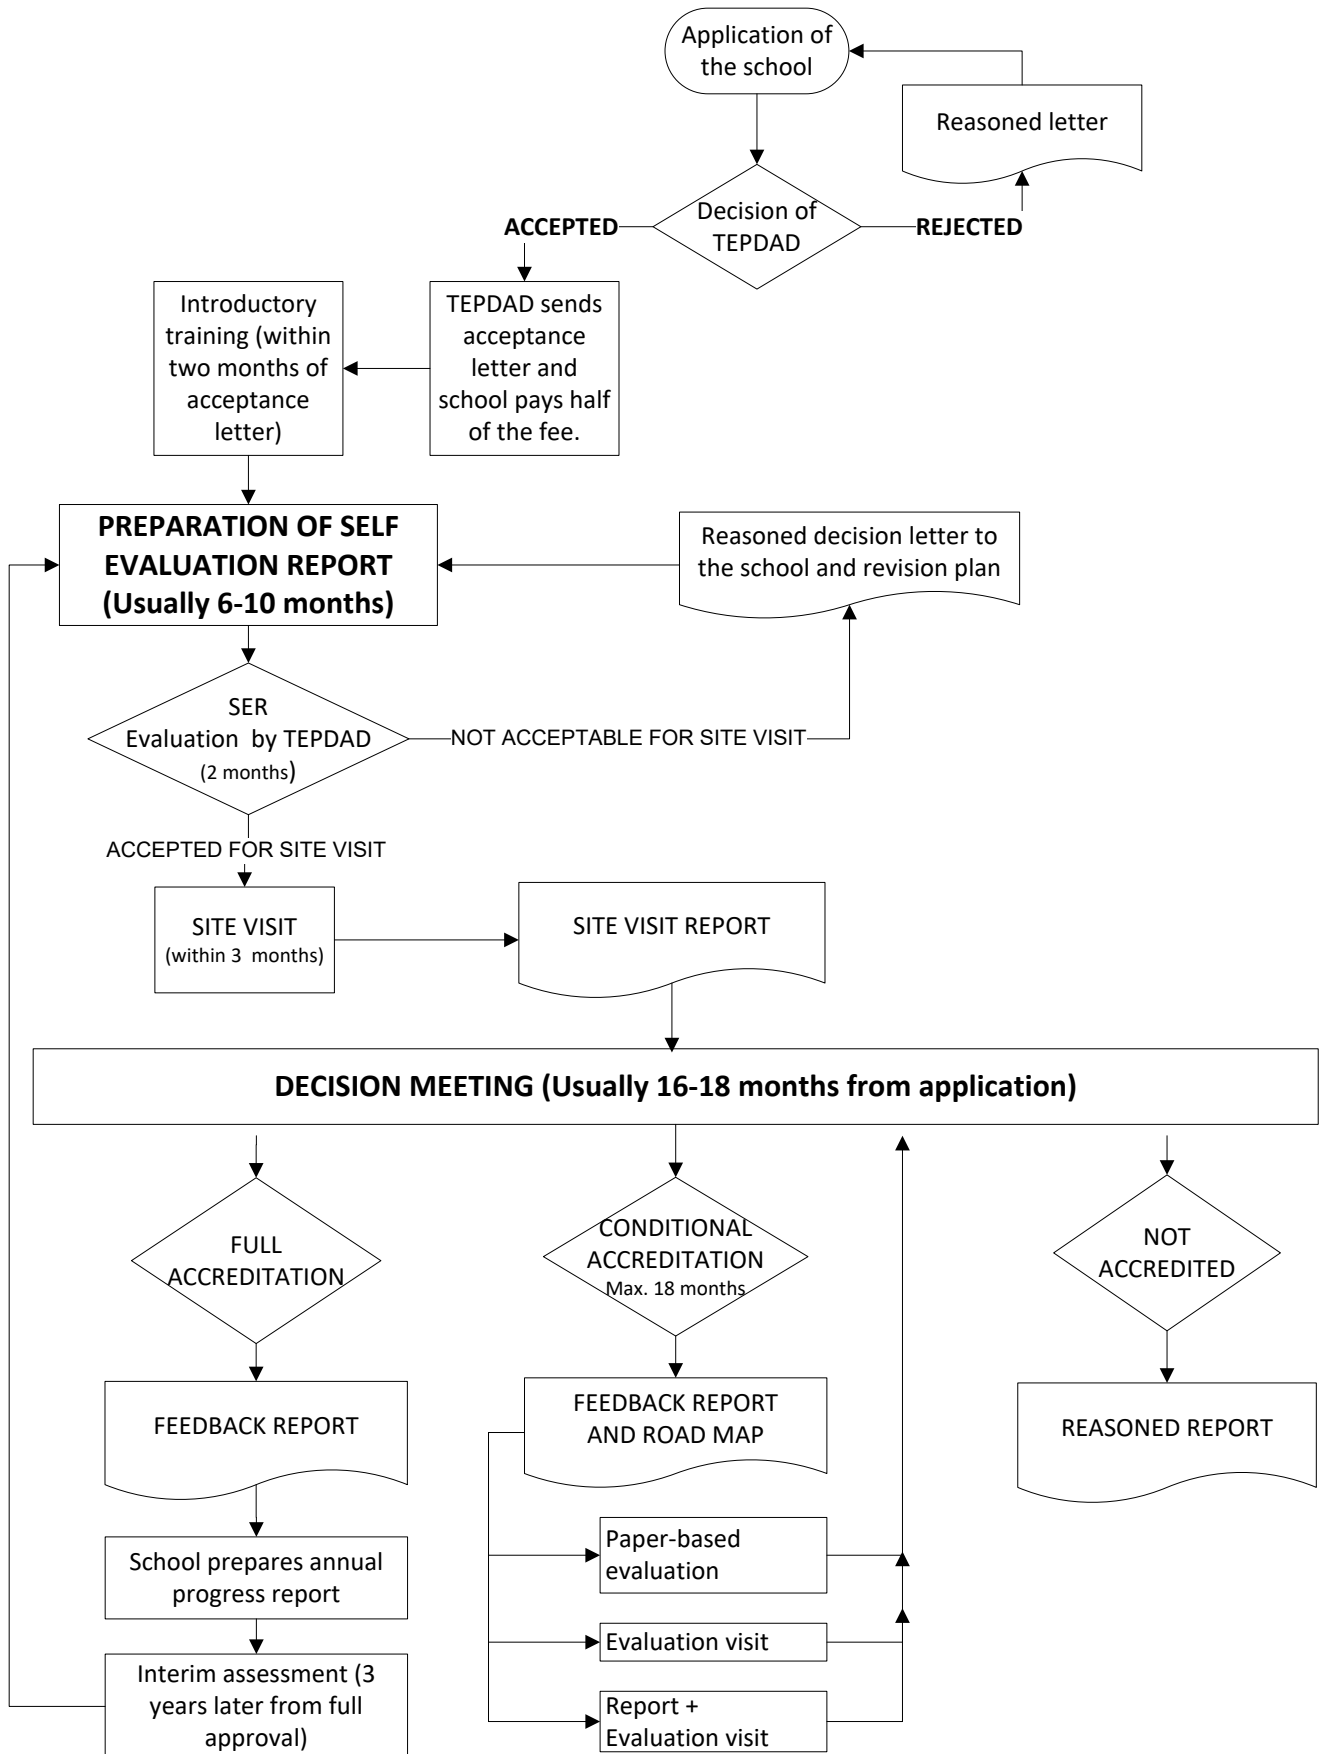 Application of
the school
Reasoned letter
Decision of
TEPDAD
ACCEPTED
REJECTED
Introductory
training (within
two months of
acceptance
letter)
TEPDAD sends
acceptance
letter and
school pays half
of the fee.
PREPARATION OF SELF
EVALUATION REPORT
(Usually 6-10 months)
Reasoned decision letter to
the school and revision plan
SER
Evaluation by TEPDAD
(2 months)
NOT ACCEPTABLE FOR SITE VISIT
ACCEPTED FOR SITE VISIT
SITE VISIT
(within 3 months)
SITE VISIT REPORT
DECISION MEETING (Usually 16-18 months from application)
FULL
ACCREDITATION
CONDITIONAL
ACCREDITATION
Max. 18 months
NOT
ACCREDITED
FEEDBACK REPORT
FEEDBACK REPORT
AND ROAD MAP
REASONED REPORT
School prepares annual
progress report
Paper-based
evaluation
Evaluation visit
Interim assessment (3
years later from full
approval)
Report +
Evaluation visit